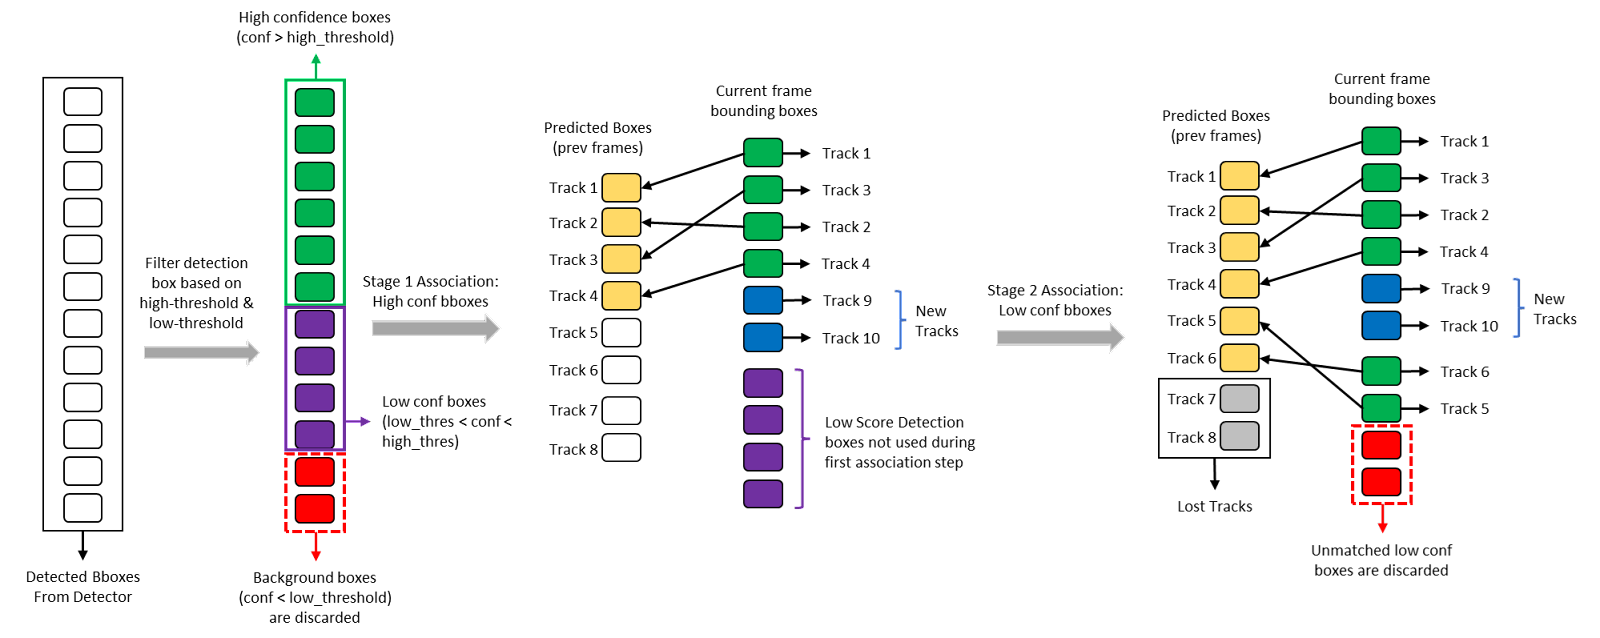 High confidence boxes
(conf > high_threshold)
Detected Bboxes
From Detector
Filter detection
box based on
high-threshold &
low-threshold
Low conf boxes
(low_thres < conf <
high_thres)
Background boxes
(conf < low_threshold)
are discarded
Stage 1 Association:
High conf bboxes
Predicted Boxes
(prev frames)
Track 1
Track 2
Track 3
Track 4
Track 5
Track 6
Track 7
Track 8
Current frame
bounding boxes
Track 1
Track 3
Track 2
Track 4
Track 9
Track 10
New
Tracks
Low Score Detection
boxes not used during
first association step
Stage 2 Association:
Low conf bboxes
Predicted Boxes
(prev frames)
Track 1
Track 2
Track 3
Track 4
Track 5
Track 6
Track 7
Track 8
Lost Tracks
Current frame
bounding boxes
Track 1
Track 3
Track 2
Track 4
Track 9
Track 10
New
Tracks
Track 6
Track 5
Unmatched low conf
boxes are discarded